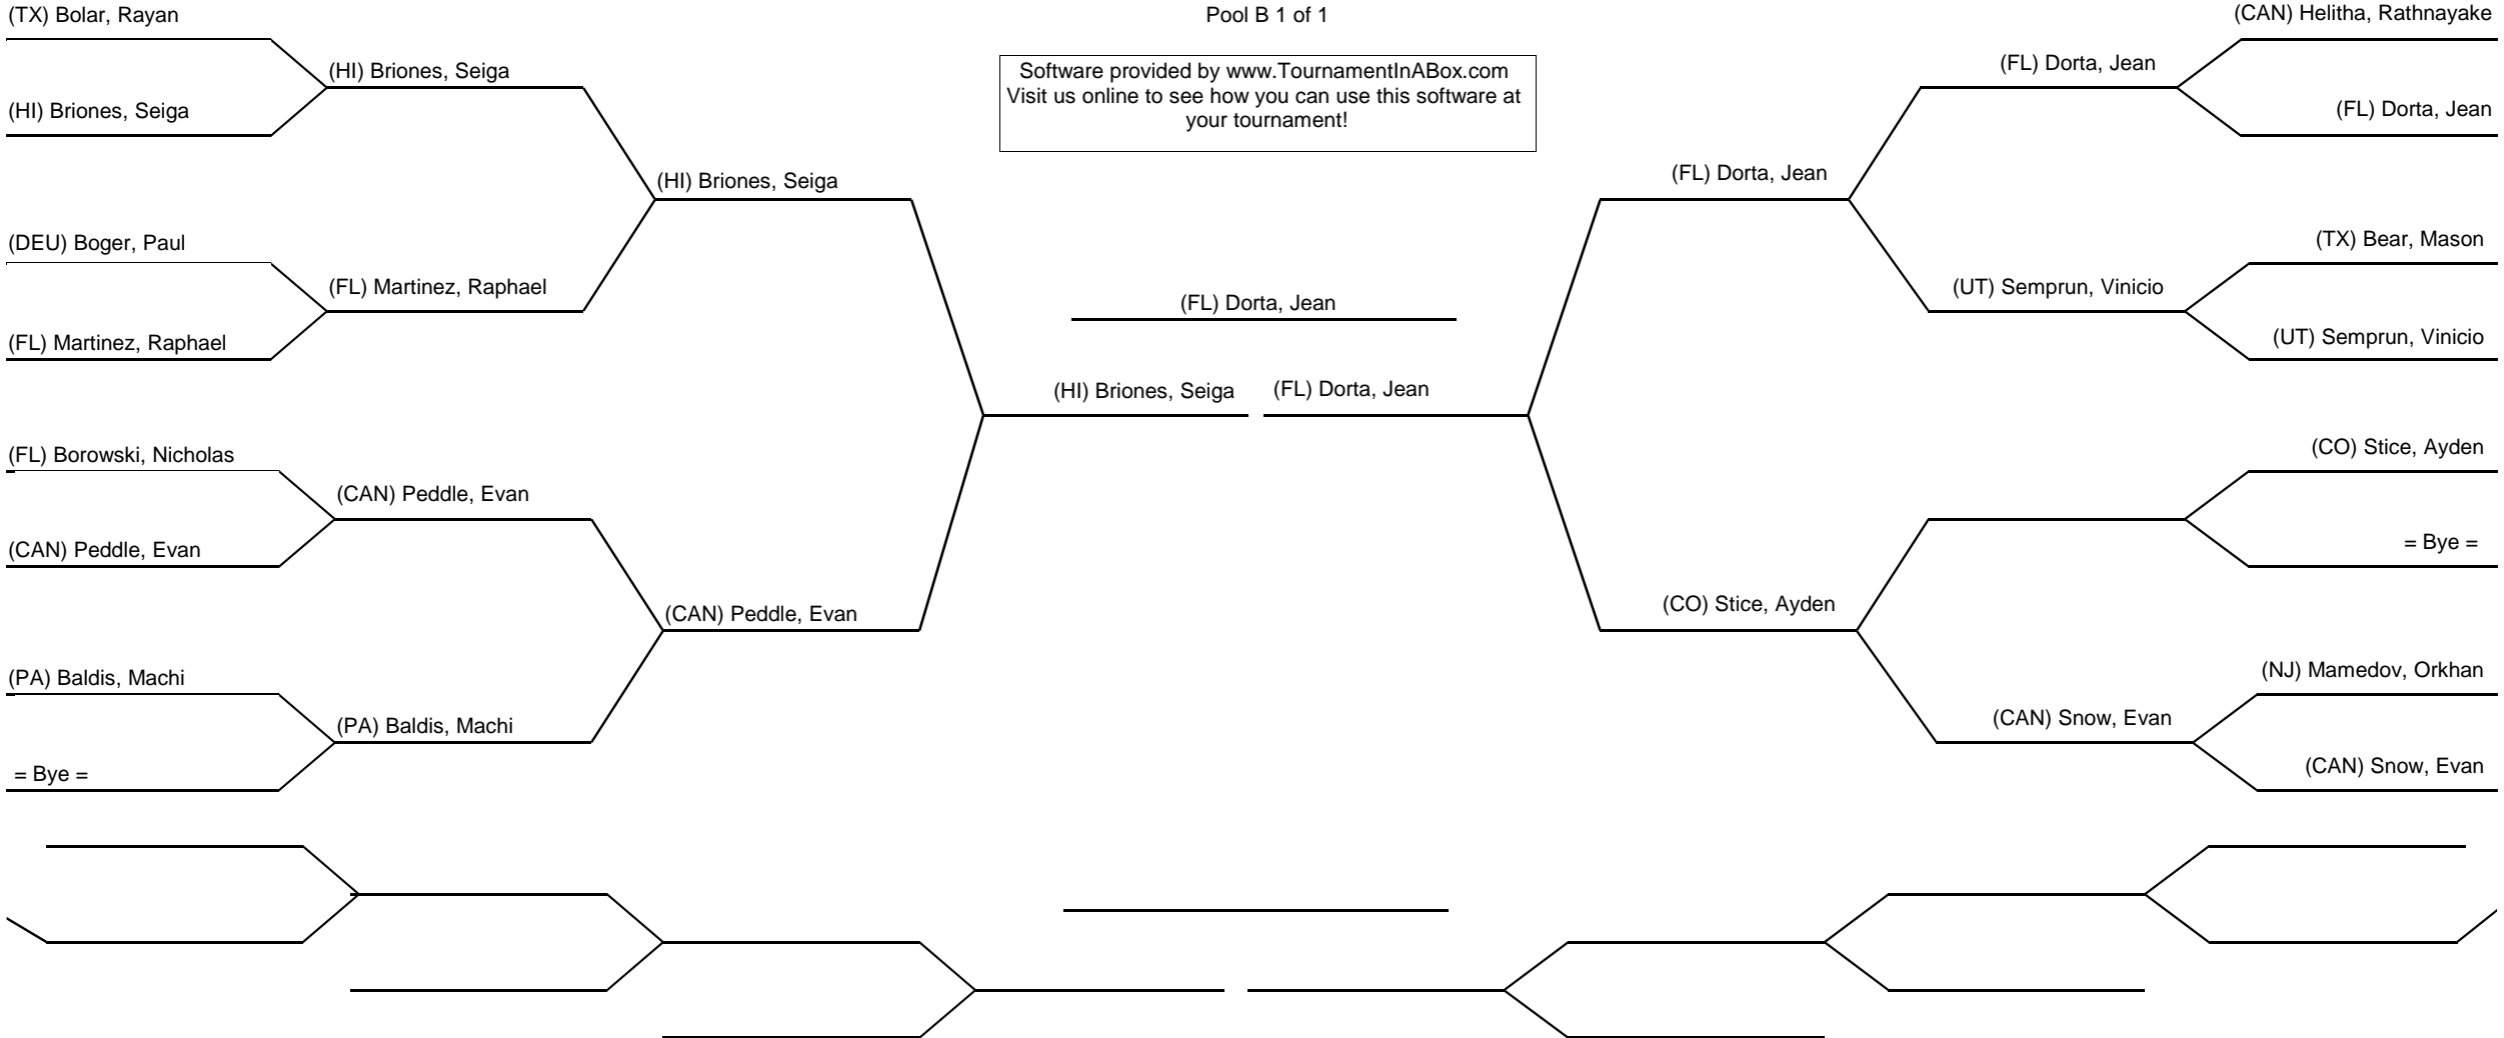 (TX) Bolar, Rayan
(HI) Briones, Seiga
(DEU) Boger, Paul
(FL) Martinez, Raphael
(FL) Borowski, Nicholas
(CAN) Peddle, Evan
(PA) Baldis, Machi
= Bye =
(HI) Briones, Seiga
(FL) Martinez, Raphael
(CAN) Peddle, Evan
(PA) Baldis, Machi
(HI) Briones, Seiga
(CAN) Peddle, Evan
Pool B 1 of 1
Software provided by www.TournamentInABox.com
Visit us online to see how you can use this software at
your tournament!
(FL) Dorta, Jean
(HI) Briones, Seiga
(FL) Dorta, Jean
(FL) Dorta, Jean
(CO) Stice, Ayden
(FL) Dorta, Jean
(UT) Semprun, Vinicio
(CAN) Snow, Evan
(CAN) Helitha, Rathnayake
(FL) Dorta, Jean
(TX) Bear, Mason
(UT) Semprun, Vinicio
(CO) Stice, Ayden
= Bye =
(NJ) Mamedov, Orkhan
(CAN) Snow, Evan